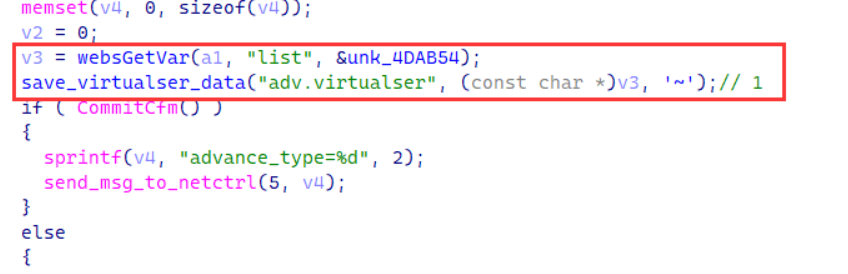 memset(v4, 0, sizeof(v4));
v2 = 0;
v3 = websGetVar(a1, "list", &unk_4DAB54);
save_virtualser_data("adv.virtualser", (const char *)v3, '~');// 1
if ( CommitCfm() )
{
sprintf(v4, "advance_type=%d", 2);
send_msg_to_netctrl(5, v4);
}
else
{